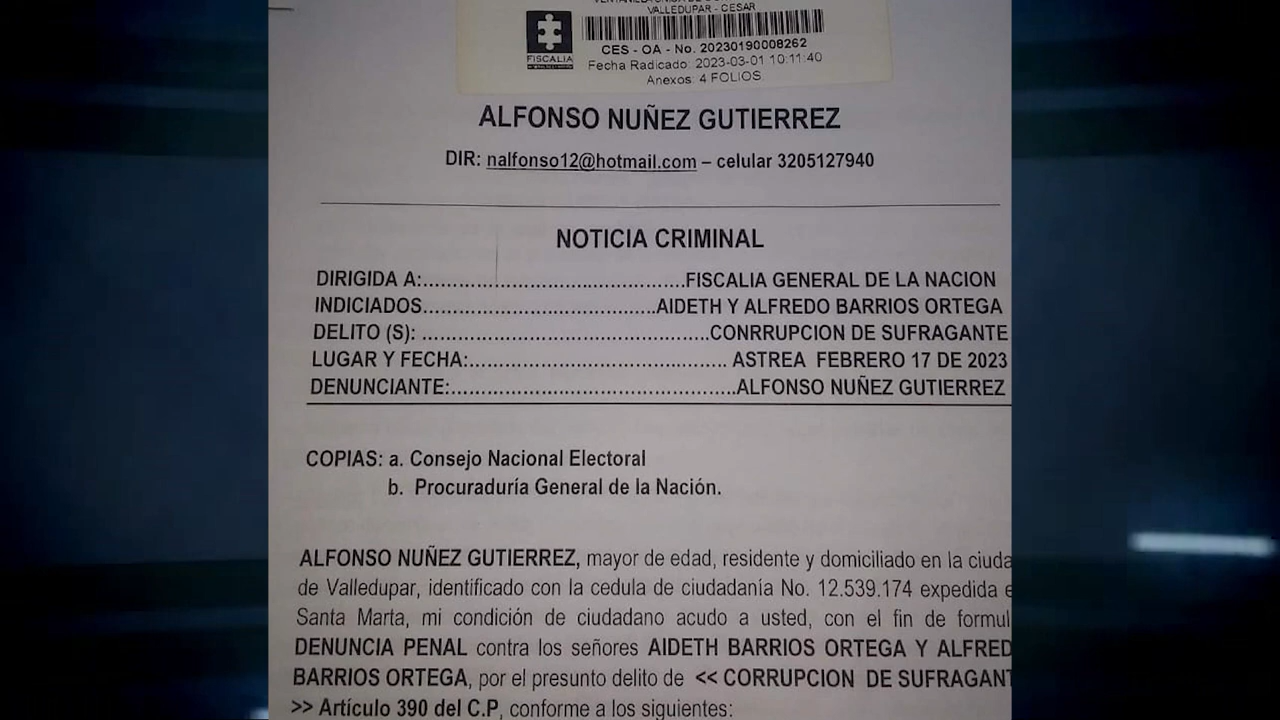 VALLEDUPAR - CESAR
FISCALIA
CES - OA - No. 20230190008262
Fecha Radicado: 2023-03-01 10:11:40
Anexos: 4 FOLIOS
ALFONSO NUÑEZ GUTIERREZ
DIR: nalfonso12@hotmail.com – celular 3205127940
NOTICIA CRIMINAL
DIRIGIDA A:..............................................FISCALIA GENERAL DE LA NACION
INDICIADOS.........................................AIDETH Y ALFREDO BARRIOS ORTEGA
DELITO (S): ....................................................CONRRUPCION DE SUFRAGANTE
LUGAR Y FECHA:............................................. ASTREA FEBRERO 17 DE 2023
DENUNCIANTE:..................................................ALFONSO NUÑEZ GUTIERREZ
COPIAS: a. Consejo Nacional Electoral
b. Procuraduría General de la Nación.
ALFONSO NUÑEZ GUTIERREZ, mayor de edad, residente y domiciliado en la ciuda
de Valledupar, identificado con la cedula de ciudadanía No. 12.539.174 expedida e
Santa Marta, mi condición de ciudadano acudo a usted, con el fin de formul
DENUNCIA PENAL contra los señores AIDETH BARRIOS ORTEGA Y ALFRED
BARRIOS ORTEGA, por el presunto delito de << CORRUPCION DE SUFRAGANT
>> Artículo 390 del C.P, conforme a los siguientes: